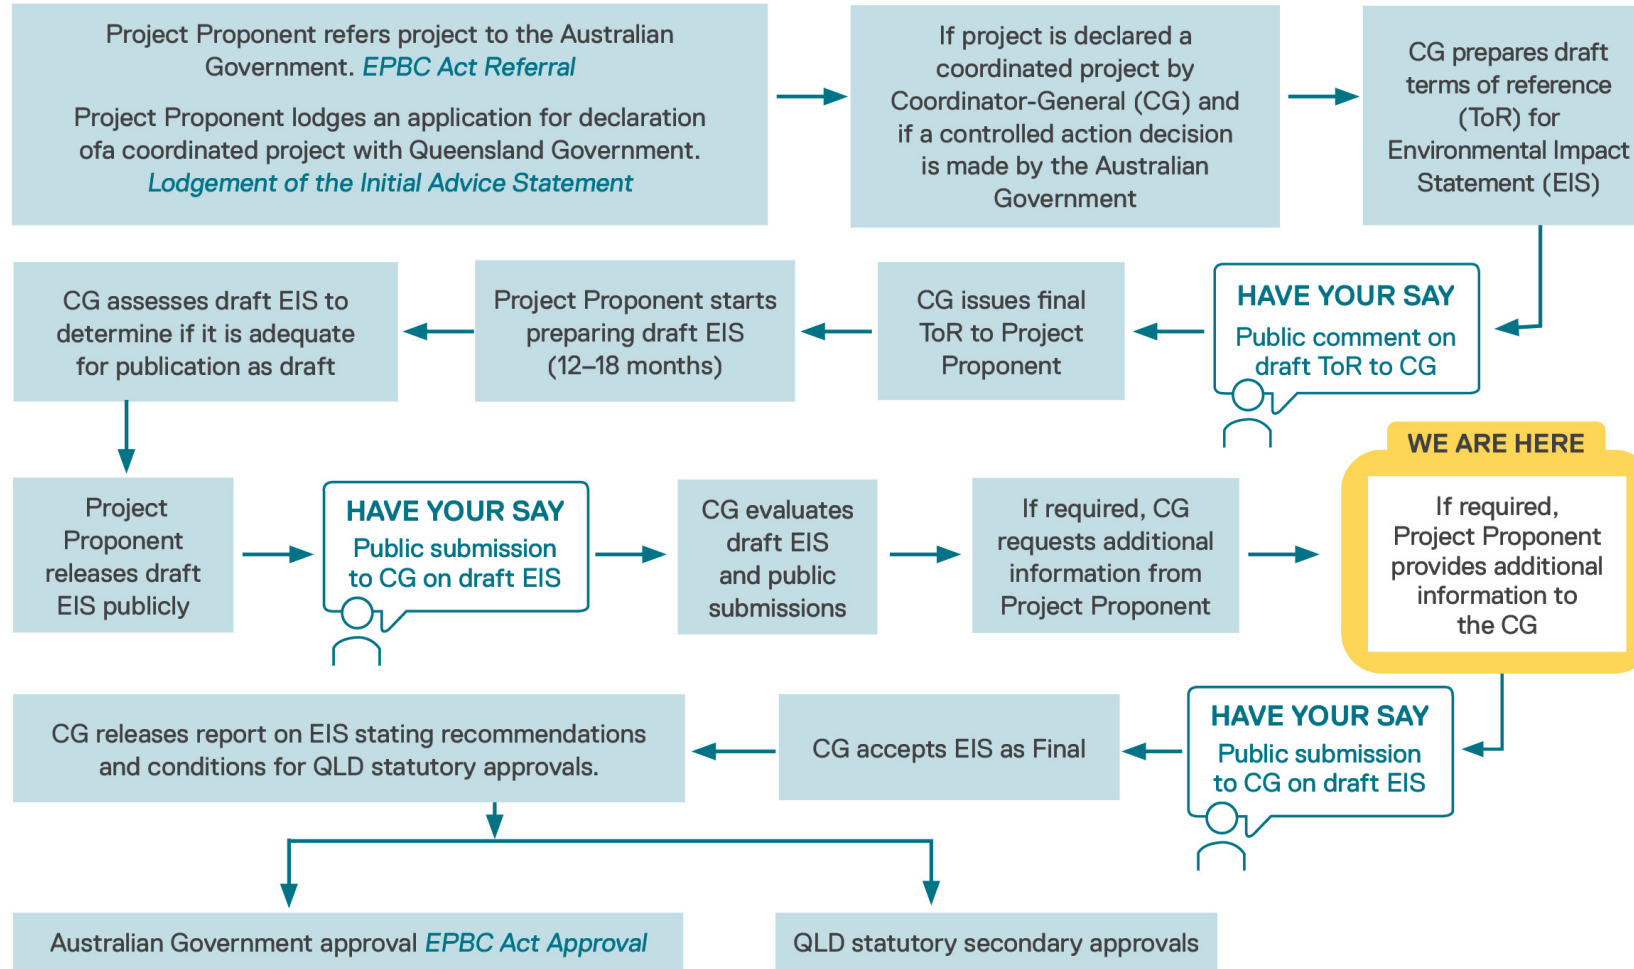 Project Proponent refers project to the Australian
Government. EPBC Act Referral
Project Proponent lodges an application for declaration
ofa coordinated project with Queensland Government.
Lodgement of the Initial Advice Statement
If project is declared a
coordinated project by
Coordinator-General (CG) and
if a controlled action decision
is made by the Australian
Government
CG prepares draft
terms of reference
(ToR) for
Environmental Impact
Statement (EIS)
HAVE YOUR SAY
Public comment on
draft ToR to CG
CG issues final
ToR to Project
Proponent
Project Proponent starts
preparing draft EIS
(12–18 months)
CG assesses draft EIS to
determine if it is adequate
for publication as draft
Project
Proponent
releases draft
EIS publicly
HAVE YOUR SAY
Public submission
to CG on draft EIS
CG evaluates
draft EIS
and public
submissions
If required, CG
requests additional
information from
Project Proponent
WE ARE HERE
If required,
Project Proponent
provides additional
information to
the CG
HAVE YOUR SAY
Public submission
to CG on draft EIS
CG accepts EIS as Final
CG releases report on EIS stating recommendations
and conditions for QLD statutory approvals.
Australian Government approval EPBC Act Approval
QLD statutory secondary approvals